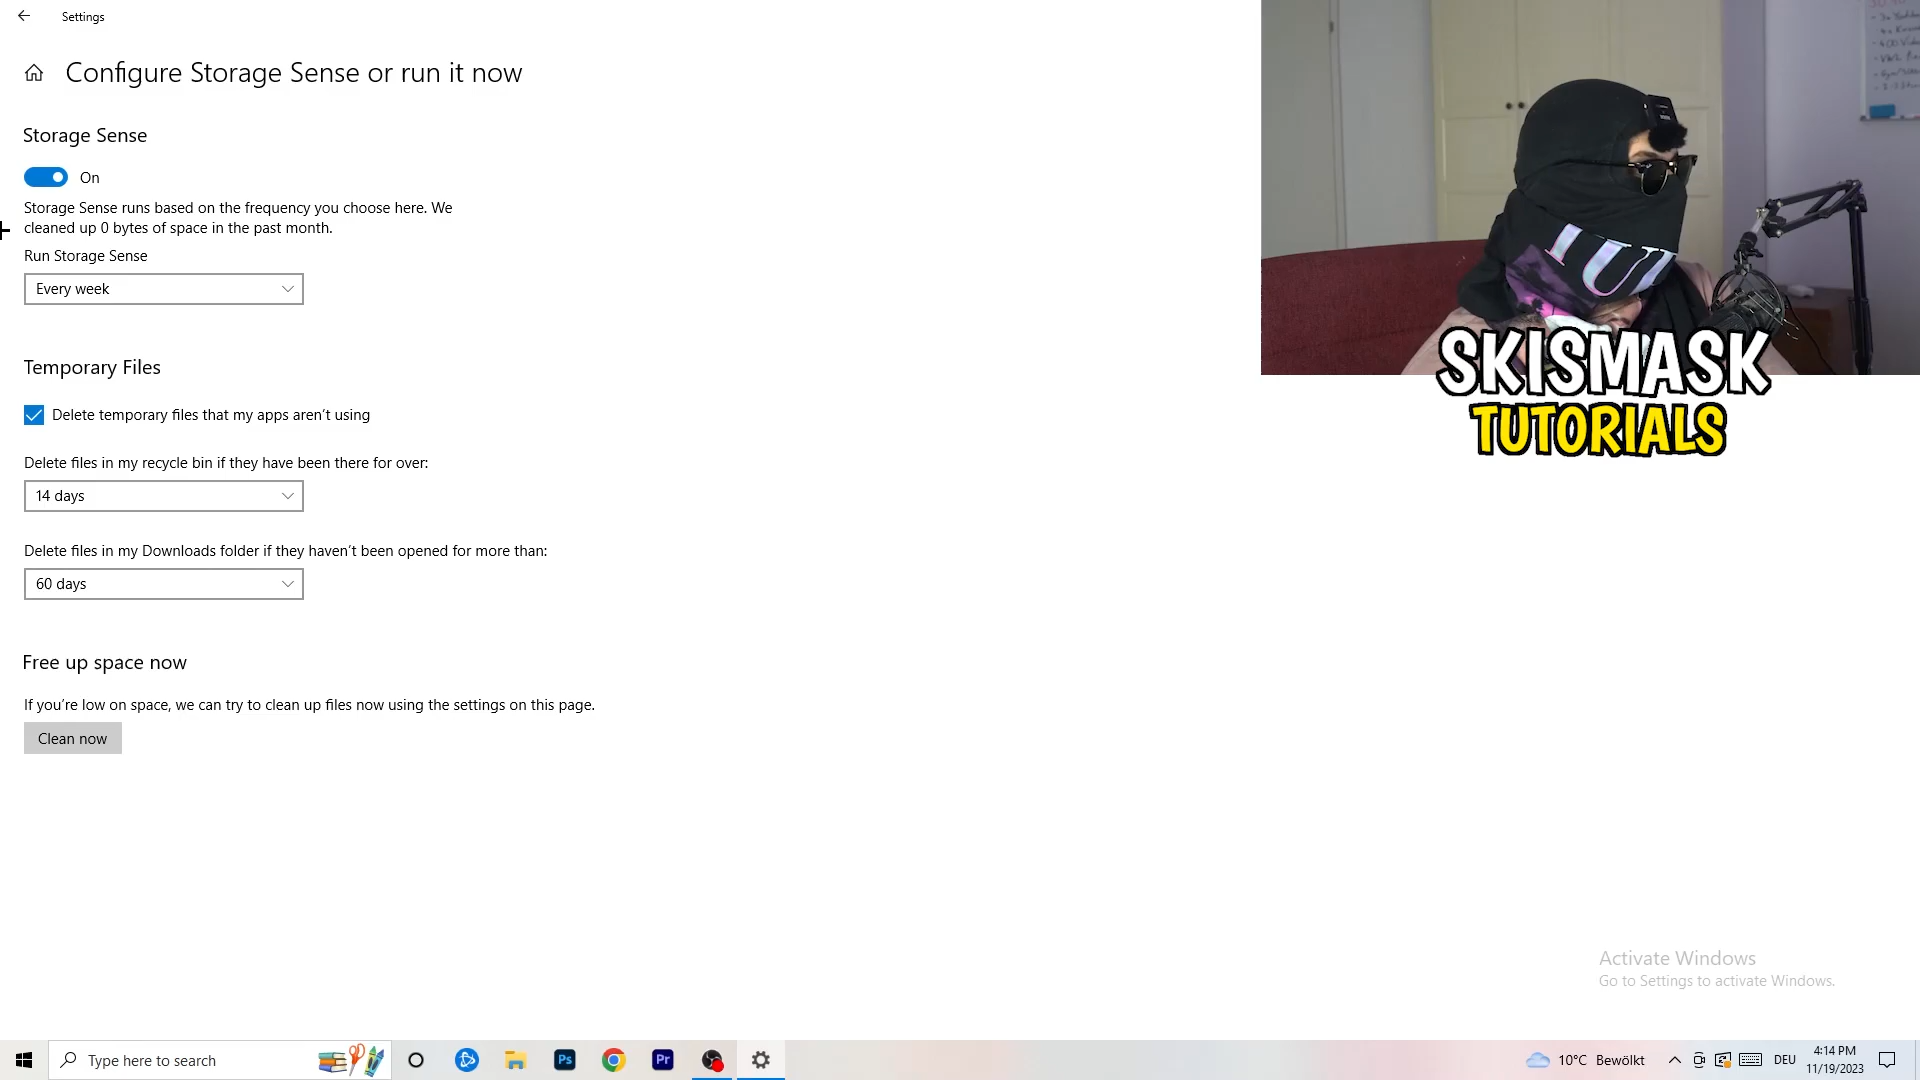 Settings
Configure Storage Sense or run it now
Storage Sense
On
Storage Sense runs based on the frequency you choose here. We
cleaned up 0 bytes of space in the past month.
Run Storage Sense
Every week
Temporary Files
Delete temporary files that my apps aren't using
Delete files in my recycle bin if they have been there for over:
14 days
Delete files in my Downloads folder if they haven't been opened for more than:
60 days
Free up space now
If you're low on space, we can try to clean up files now using the settings on this page.
Clean now
SKISMASK
TUTORIALS
Activate Windows
Go to Settings to activate Windows.
Type here to search
Ps
Pr
10°C Bewölkt
DEU
4:14 PM
11/19/2023